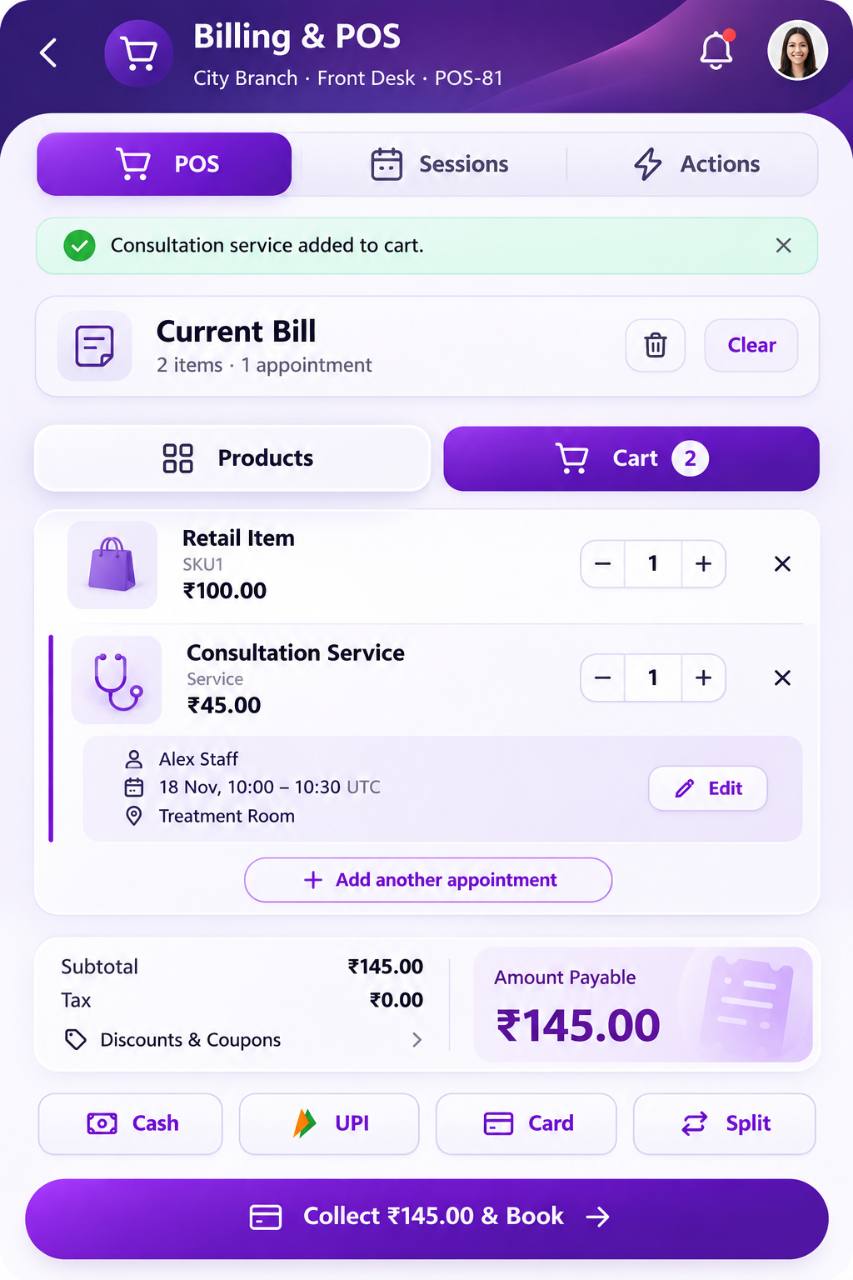 Billing & POS
City Branch · Front Desk · POS-81
POS
Sessions
Actions
Consultation service added to cart.
Current Bill
2 items · 1 appointment
Clear
Products
Cart 2
Retail Item
SKU1
₹100.00
1
Consultation Service
Service
₹45.00
1
Alex Staff
18 Nov, 10:00 – 10:30 UTC
Treatment Room
Edit
+ Add another appointment
Subtotal ₹145.00
Tax ₹0.00
Discounts & Coupons
Amount Payable
₹145.00
Cash
UPI
Card
Split
Collect ₹145.00 & Book →